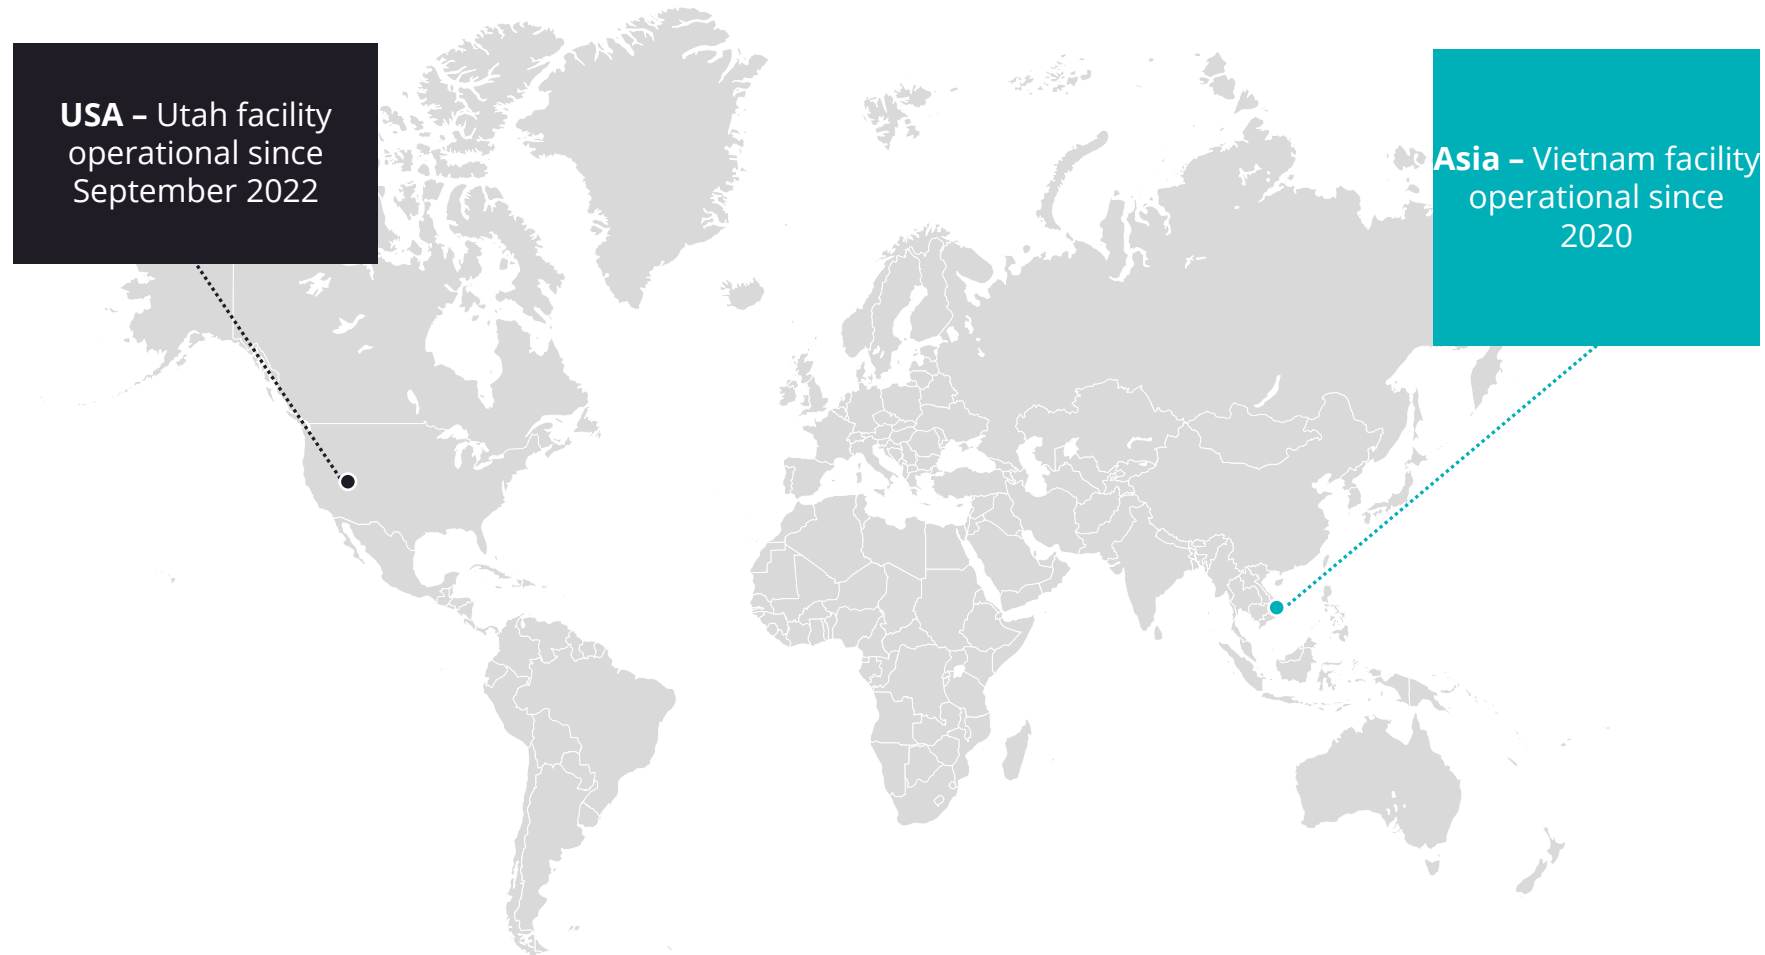 USA – Utah facility
operational since
September 2022
Asia – Vietnam facility
operational since
2020